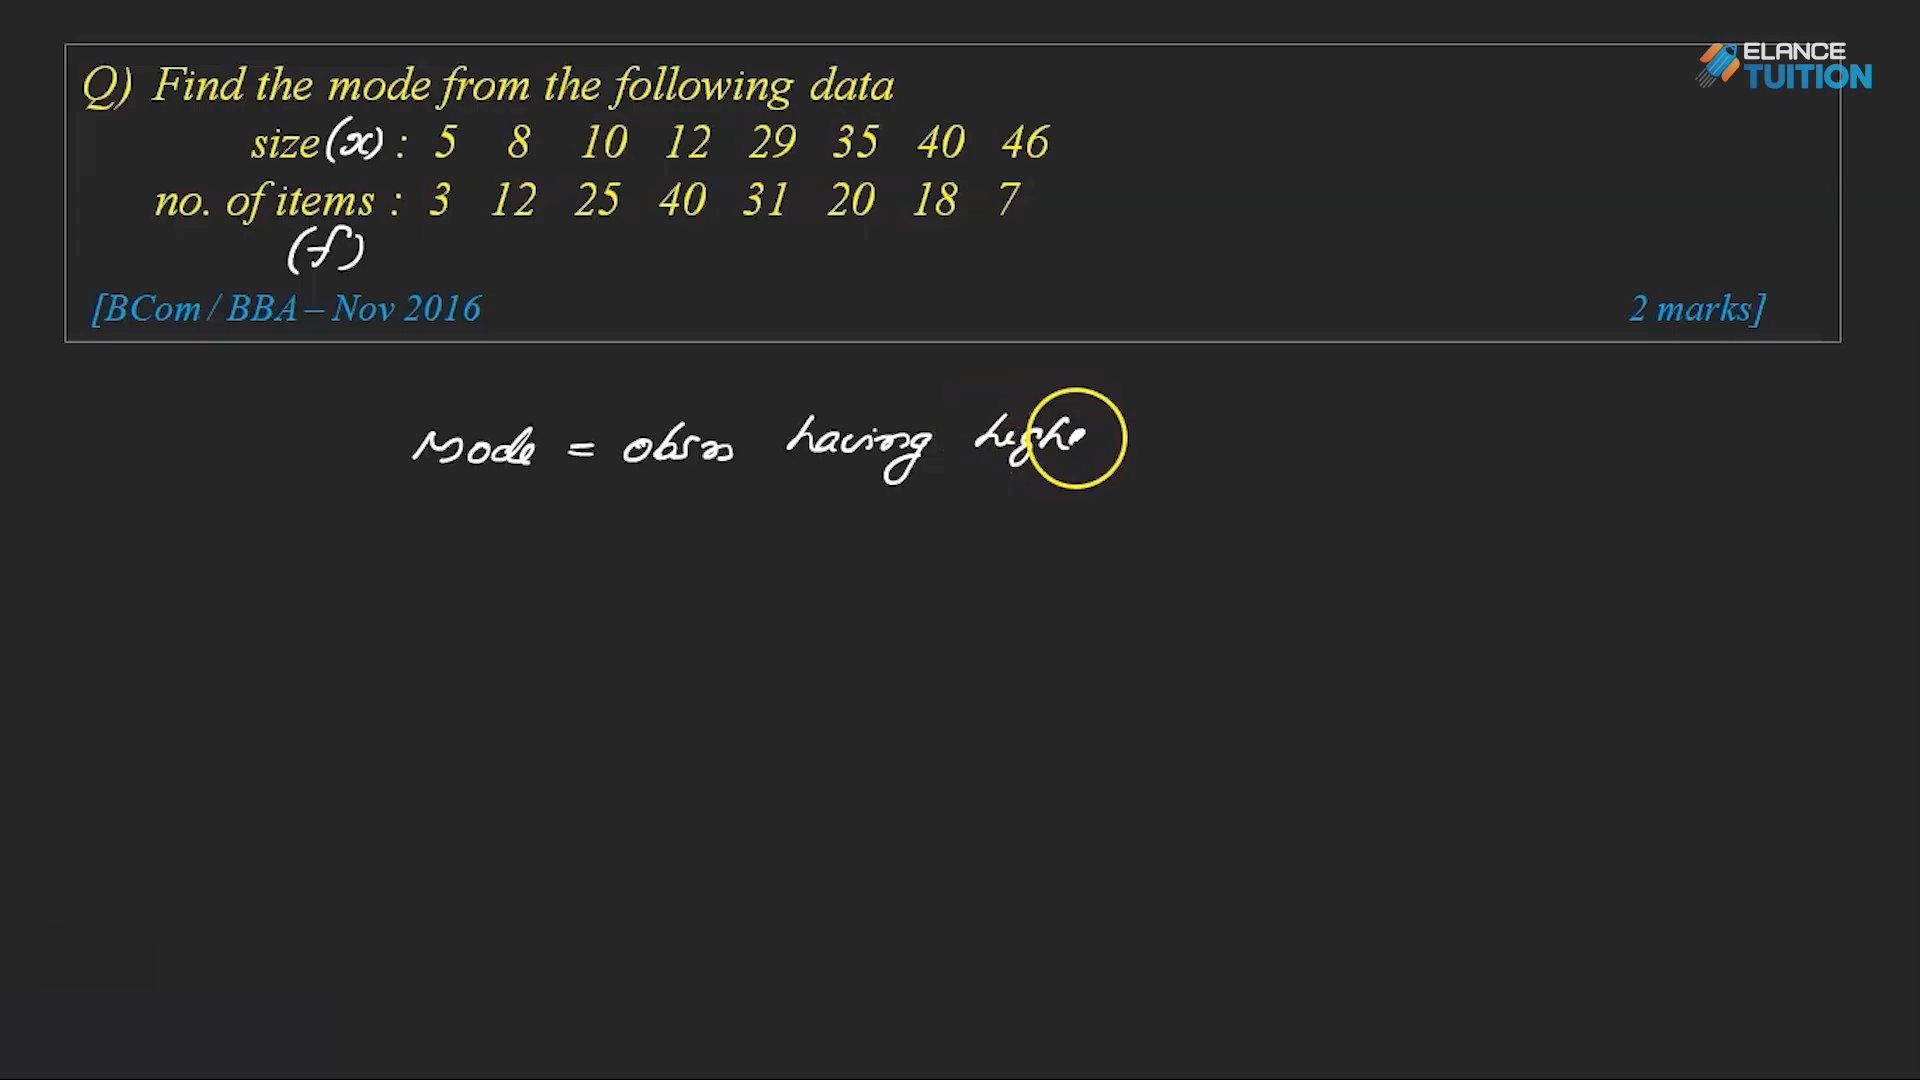 ELANCE
TUITION
Q) Find the mode from the following data
size (x) : 5 8 10 12 29 35 40 46
no. of items : 3 12 25 40 31 20 18 7
(f)
[BCom / BBA – Nov 2016 2 marks]
Mode = obsn having highe